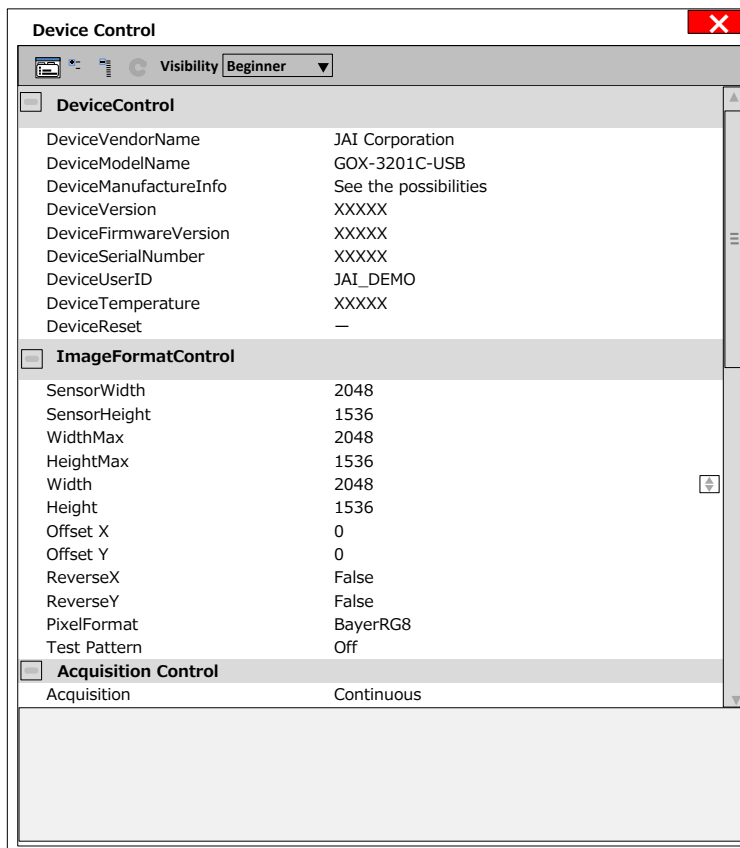 Device Control
Visibility Beginner
DeviceControl
DeviceVendorName JAI Corporation
DeviceModelName GOX-3201C-USB
DeviceManufactureInfo See the possibilities
DeviceVersion XXXXX
DeviceFirmwareVersion XXXXX
DeviceSerialNumber XXXXX
DeviceUserID JAI_DEMO
DeviceTemperature XXXXX
DeviceReset —
ImageFormatControl
SensorWidth 2048
SensorHeight 1536
WidthMax 2048
HeightMax 1536
Width 2048
Height 1536
Offset X 0
Offset Y 0
ReverseX False
ReverseY False
PixelFormat BayerRG8
Test Pattern Off
Acquisition Control
Acquisition Continuous